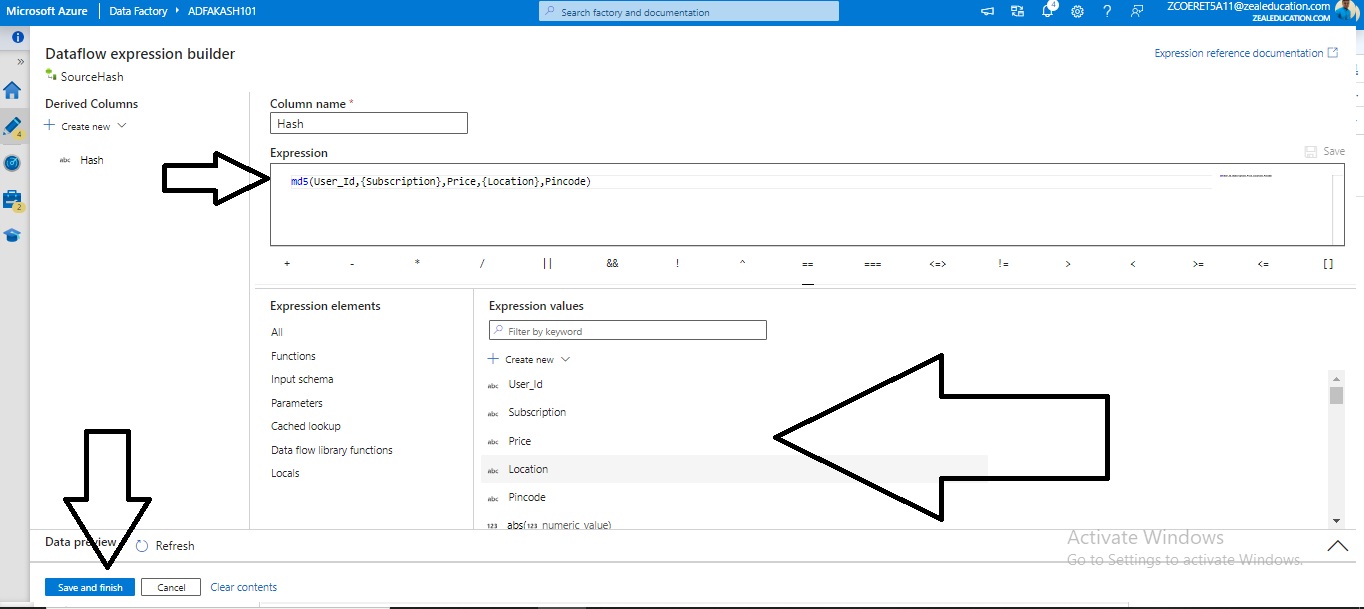 Microsoft Azure | Data Factory ▸ ADFAKASH101
Search factory and documentation
4
ZCOERET5A11@zealeducation.com
ZEALEDUCATION.COM
Dataflow expression builder
Expression reference documentation
SourceHash
Derived Columns
Create new
abc Hash
4
2
Column name *
Hash
Expression
Save
md5(User_Id,{Subscription},Price,{Location},Pincode)
+ - * / || && ! ^ == === <=> != > < >= <= []
Expression elements
All
Functions
Input schema
Parameters
Cached lookup
Data flow library functions
Locals
Expression values
Filter by keyword
Create new
abc User_Id
abc Subscription
abc Price
abc Location
abc Pincode
123 abs(123 numeric_value)
Data preview
Refresh
Activate Windows
Go to Settings to activate Windows.
Save and finish
Cancel
Clear contents